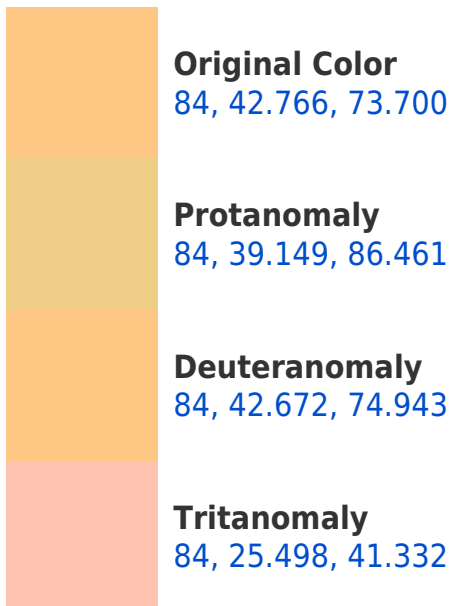 Original Color
84, 42.766, 73.700
Protanomaly
84, 39.149, 86.461
Deuteranomaly
84, 42.672, 74.943
Tritanomaly
84, 25.498, 41.332